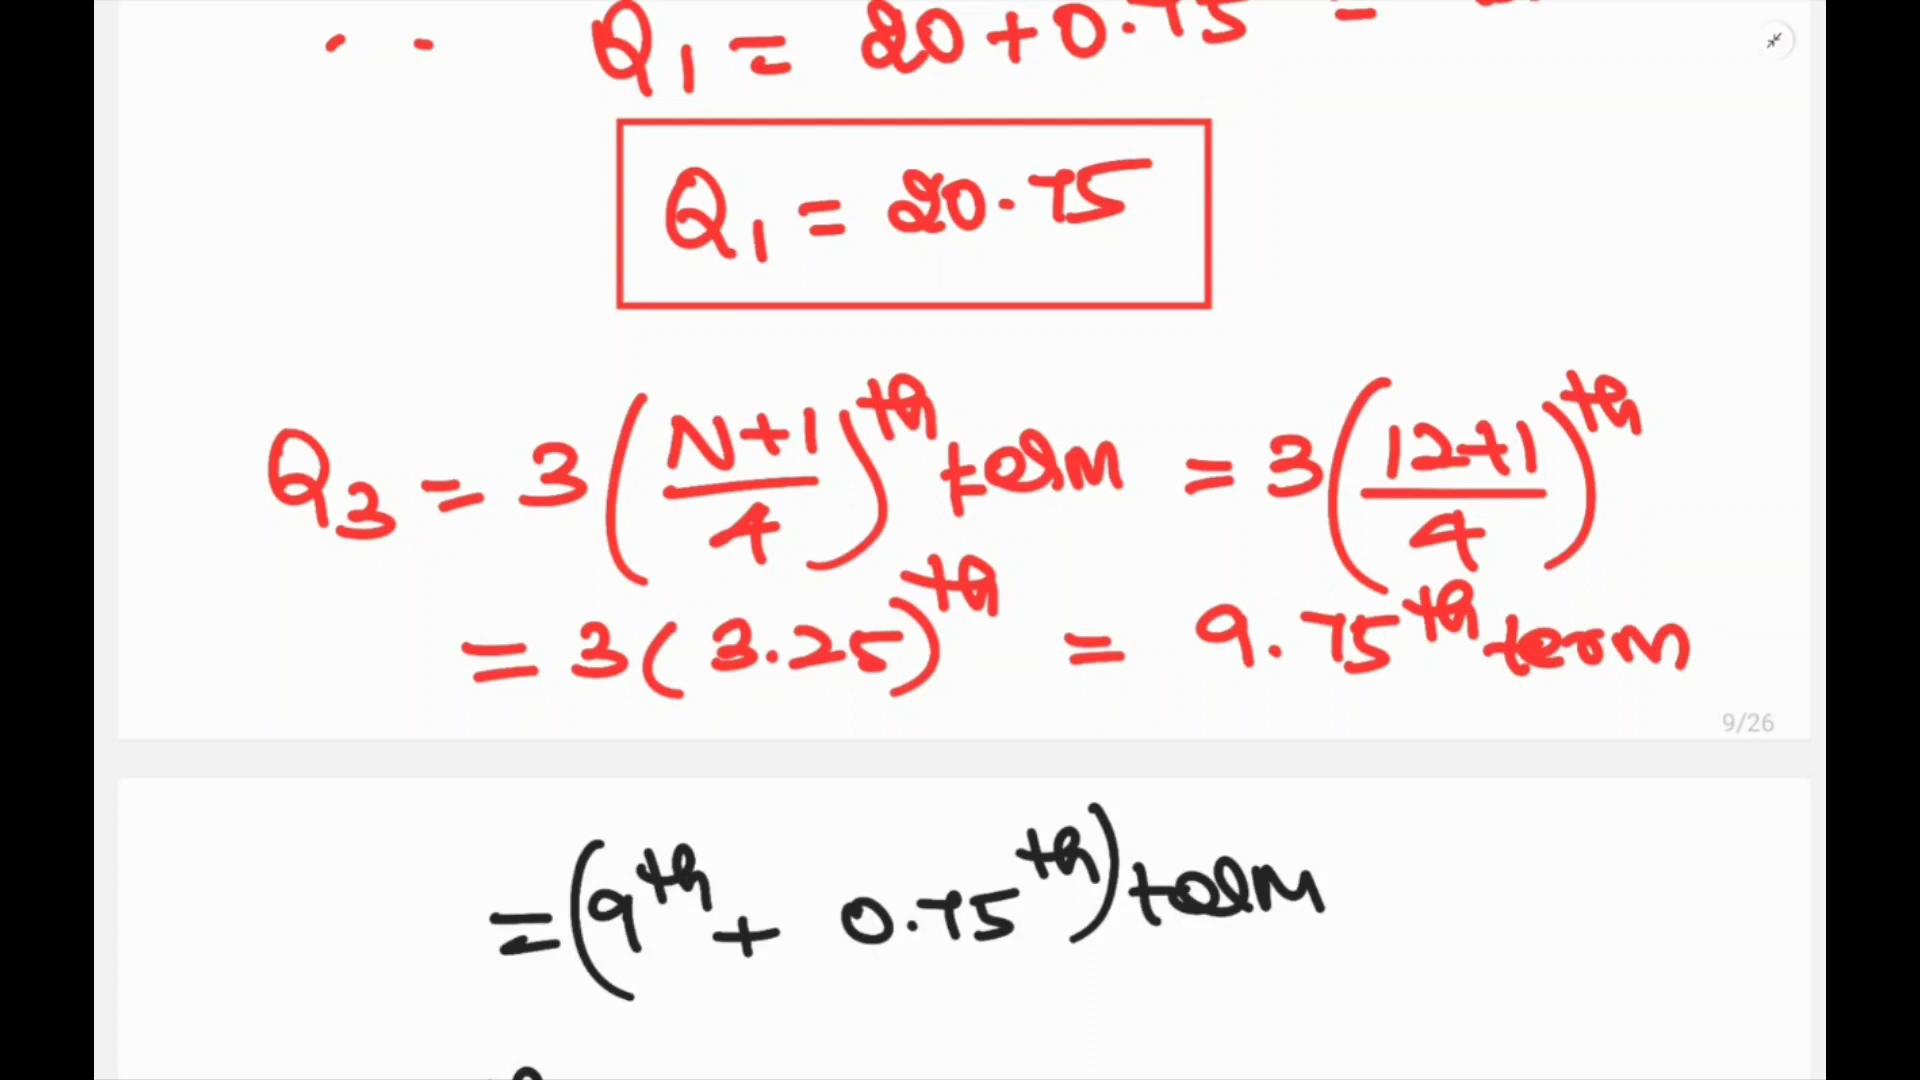 Q₁ = 20 + 0.75 =
Q₁ = 20.75
Q₃ = 3 (N+1/4)ᵗʰ term = 3 (12+1/4)ᵗʰ
= 3 (3.25)ᵗʰ = 9.75ᵗʰ term
9/26
= (9ᵗʰ + 0.75ᵗʰ) term